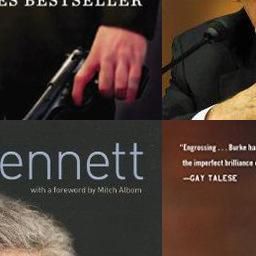 ES BESTSELLER
ennett
with a foreword by Mitch Albom
"Engrossing . . . Burke ha
the imperfect brilliance o
—GAY TALESE